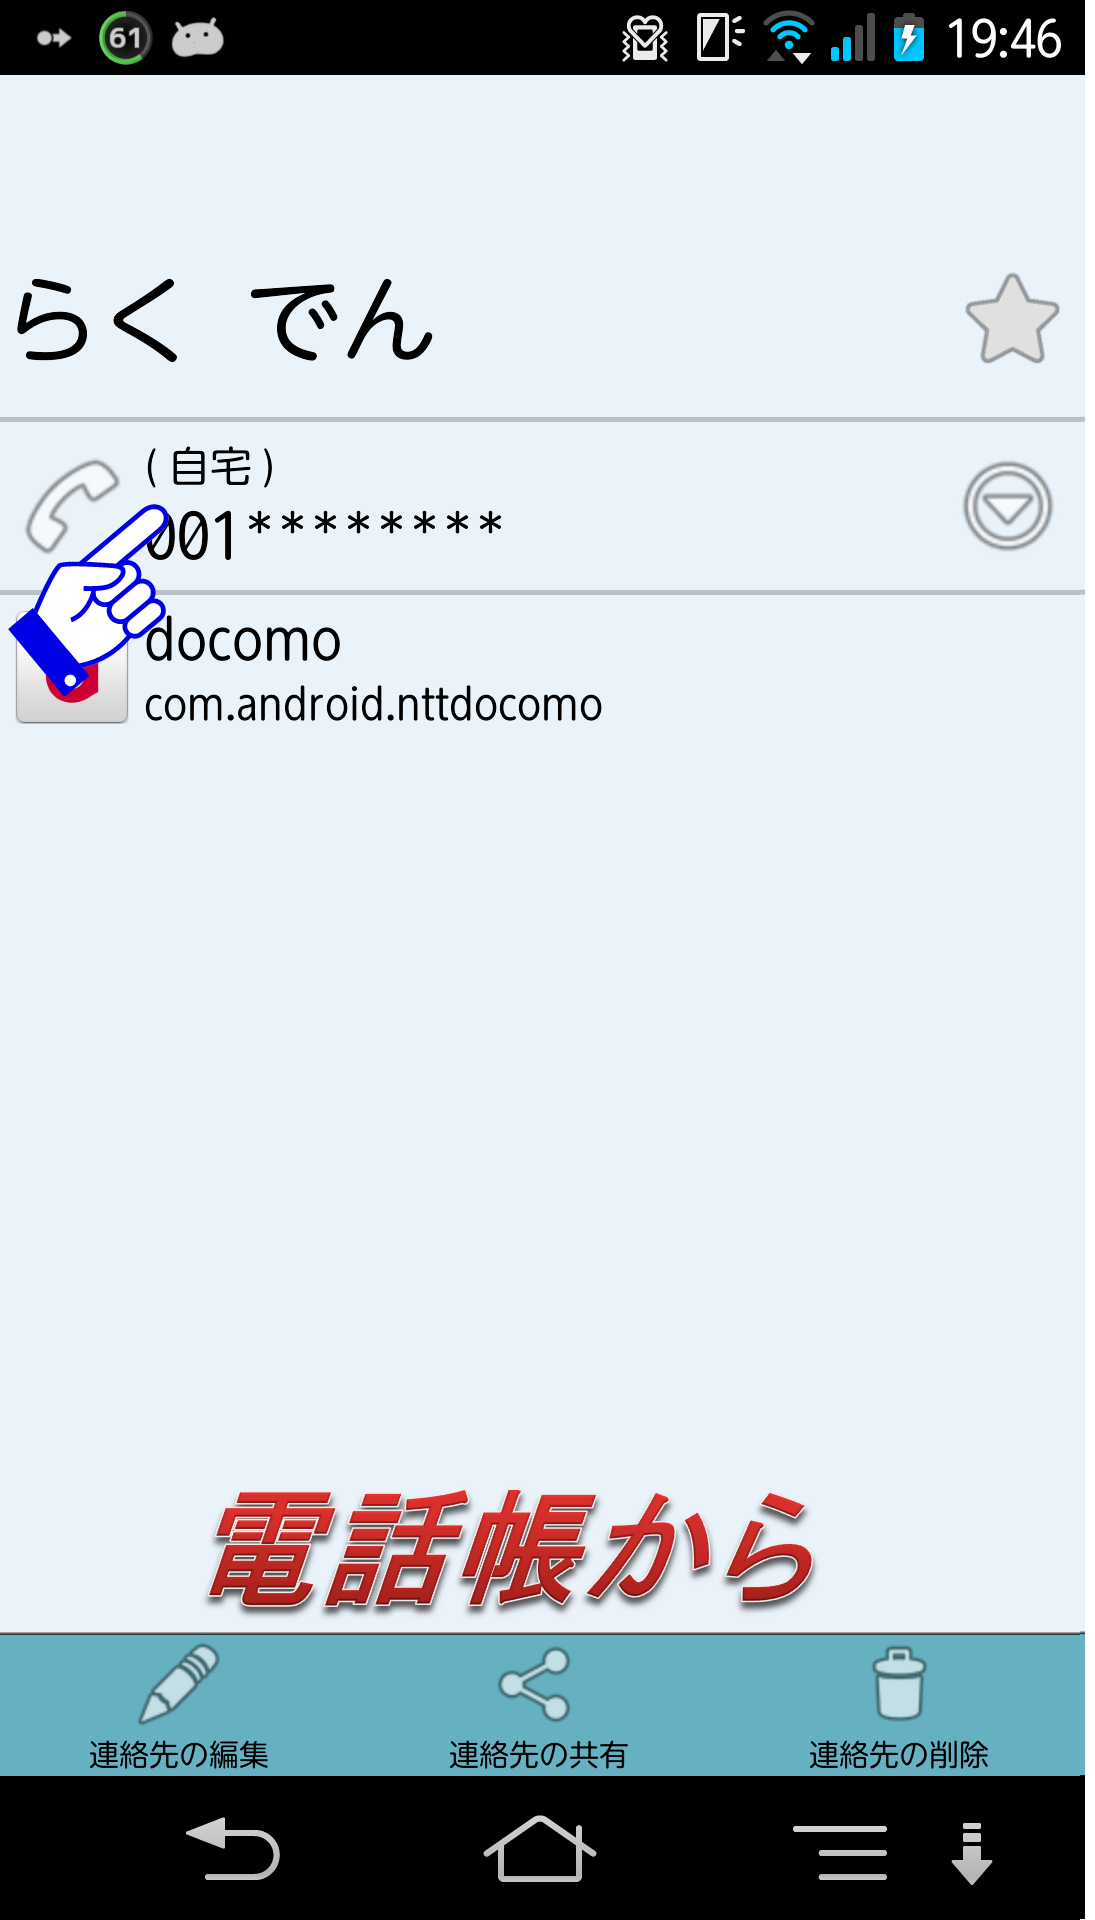 61
19:46
らく でん
(自宅)
001********
docomo
com.android.nttdocomo
電話帳から
連絡先の編集
連絡先の共有
連絡先の削除